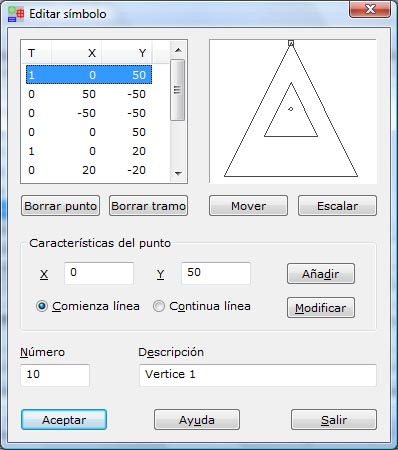 Editar símbolo
T X Y
1 0 50
0 50 -50
0 -50 -50
0 0 50
1 0 20
0 20 -20
Borrar punto Borrar tramo Mover Escalar
Características del punto
X 0 Y 50 Añadir
Comienza línea Continua línea Modificar
Número Descripción
10 Vertice 1
Aceptar Ayuda Salir